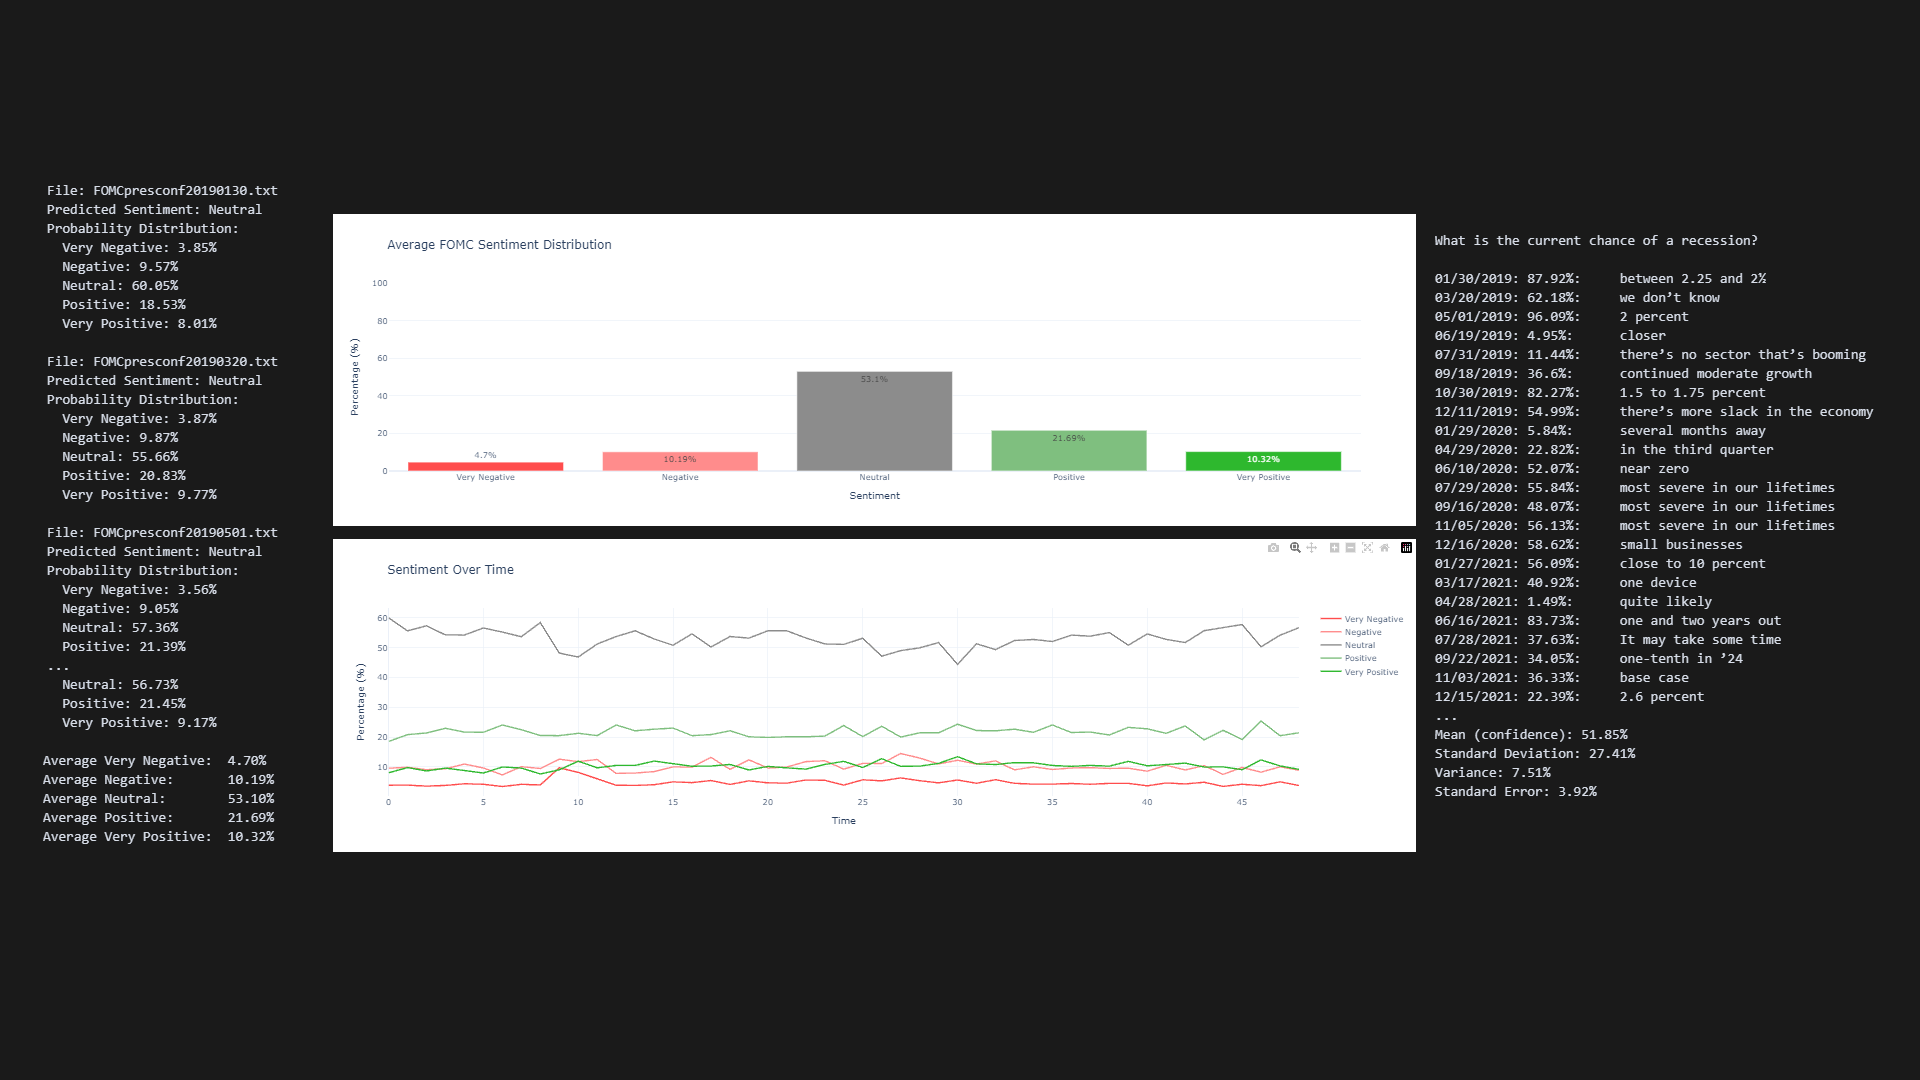 File: FOMCpresconf20190130.txt
Predicted Sentiment: Neutral
Probability Distribution:
Very Negative: 3.85%
Negative: 9.57%
Neutral: 60.05%
Positive: 18.53%
Very Positive: 8.01%
File: FOMCpresconf20190320.txt
Predicted Sentiment: Neutral
Probability Distribution:
Very Negative: 3.87%
Negative: 9.87%
Neutral: 55.66%
Positive: 20.83%
Very Positive: 9.77%
File: FOMCpresconf20190501.txt
Predicted Sentiment: Neutral
Probability Distribution:
Very Negative: 3.56%
Negative: 9.05%
Neutral: 57.36%
Positive: 21.39%
...
Neutral: 56.73%
Positive: 21.45%
Very Positive: 9.17%
Average Very Negative: 4.70%
Average Negative: 10.19%
Average Neutral: 53.10%
Average Positive: 21.69%
Average Very Positive: 10.32%
Average FOMC Sentiment Distribution
Percentage (%)
100
80
60
40
20
0
4.7%
10.19%
53.1%
21.69%
10.32%
Very Negative
Negative
Neutral
Positive
Very Positive
Sentiment
Sentiment Over Time
Percentage (%)
60
50
40
30
20
10
0
5
10
15
20
25
30
35
40
45
Time
Very Negative
Negative
Neutral
Positive
Very Positive
What is the current chance of a recession?
01/30/2019: 87.92%: between 2.25 and 2½
03/20/2019: 62.18%: we don’t know
05/01/2019: 96.09%: 2 percent
06/19/2019: 4.95%: closer
07/31/2019: 11.44%: there’s no sector that’s booming
09/18/2019: 36.6%: continued moderate growth
10/30/2019: 82.27%: 1.5 to 1.75 percent
12/11/2019: 54.99%: there’s more slack in the economy
01/29/2020: 5.84%: several months away
04/29/2020: 22.82%: in the third quarter
06/10/2020: 52.07%: near zero
07/29/2020: 55.84%: most severe in our lifetimes
09/16/2020: 48.07%: most severe in our lifetimes
11/05/2020: 56.13%: most severe in our lifetimes
12/16/2020: 58.62%: small businesses
01/27/2021: 56.09%: close to 10 percent
03/17/2021: 40.92%: one device
04/28/2021: 1.49%: quite likely
06/16/2021: 83.73%: one and two years out
07/28/2021: 37.63%: It may take some time
09/22/2021: 34.05%: one-tenth in ’24
11/03/2021: 36.33%: base case
12/15/2021: 22.39%: 2.6 percent
...
Mean (confidence): 51.85%
Standard Deviation: 27.41%
Variance: 7.51%
Standard Error: 3.92%